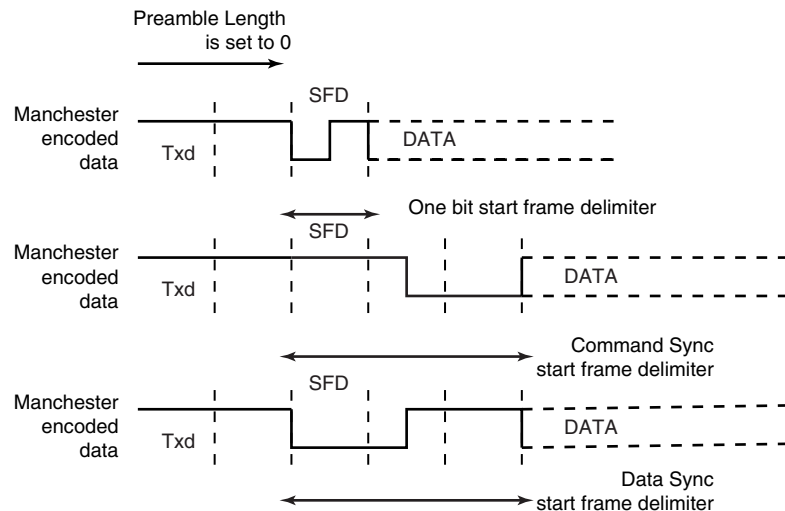 Preamble Length
is set to 0
SFD
Manchester
encoded
data
Txd
DATA
One bit start frame delimiter
SFD
Manchester
encoded
data
Txd
DATA
Command Sync
start frame delimiter
SFD
Manchester
encoded
data
Txd
DATA
Data Sync
start frame delimiter